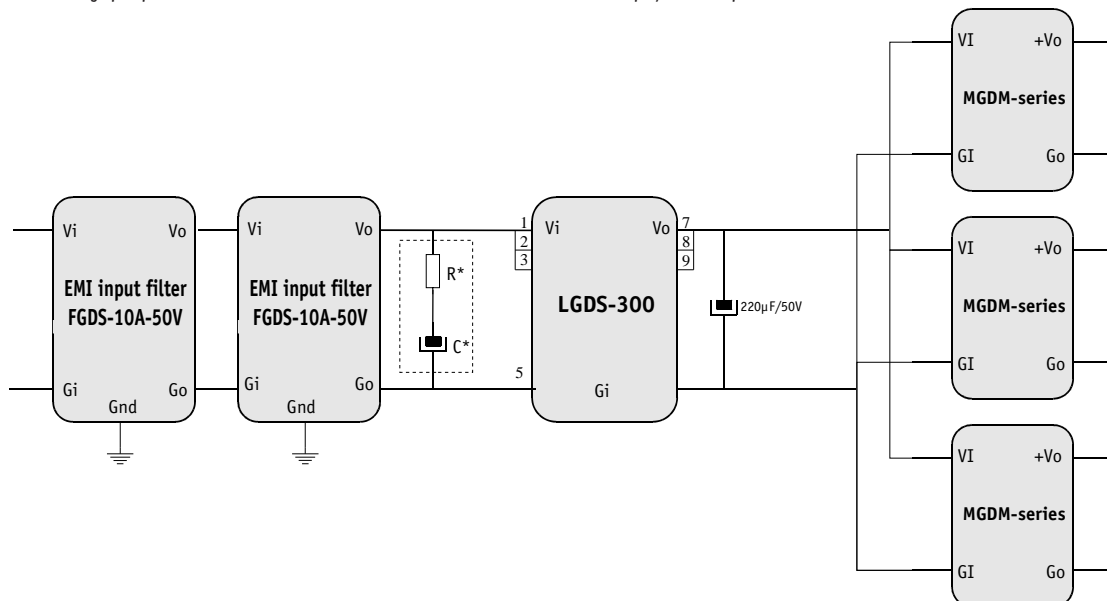 VI +Vo
MGDM-series
GI Go
Vi Vo
EMI input filter
FGDS-10A-50V
Gi Go
Gnd
Vi Vo
EMI input filter
FGDS-10A-50V
Gi Go
Gnd
R*
C*
1
2
3
5
Vi Vo
LGDS-300
Gi
7
8
9
220µF/50V
VI +Vo
MGDM-series
GI Go
VI +Vo
MGDM-series
GI Go